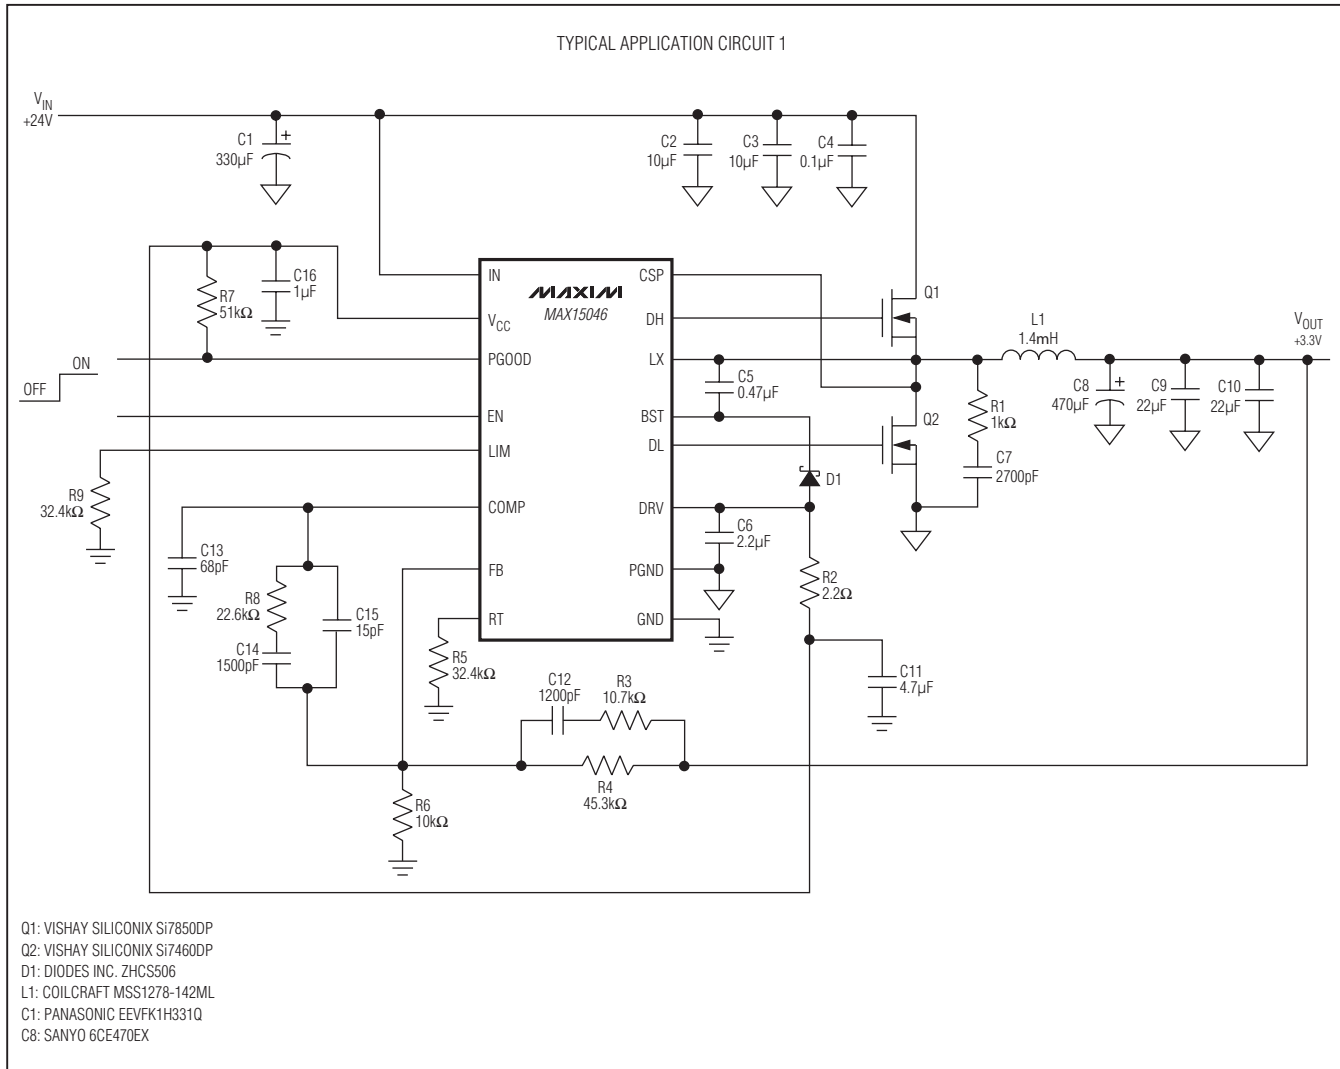 TYPICAL APPLICATION CIRCUIT 1
V_IN
+24V
C1
330µF
+
C2
10µF
C3
10µF
C4
0.1µF
R7
51kΩ
C16
1µF
IN
V_CC
PGOOD
EN
LIM
COMP
FB
RT
MAXIM
MAX15046
CSP
DH
LX
BST
DL
DRV
PGND
GND
Q1
L1
1.4mH
V_OUT
+3.3V
OFF
ON
C5
0.47µF
Q2
R1
1kΩ
C7
2700pF
C8
470µF
+
C9
22µF
C10
22µF
D1
R9
32.4kΩ
C13
68pF
C6
2.2µF
R2
2.2Ω
R8
22.6kΩ
C15
15pF
C14
1500pF
R5
32.4kΩ
C11
4.7µF
C12
1200pF
R3
10.7kΩ
R4
45.3kΩ
R6
10kΩ
Q1: VISHAY SILICONIX Si7850DP
Q2: VISHAY SILICONIX Si7460DP
D1: DIODES INC. ZHCS506
L1: COILCRAFT MSS1278-142ML
C1: PANASONIC EEVFK1H331Q
C8: SANYO 6CE470EX